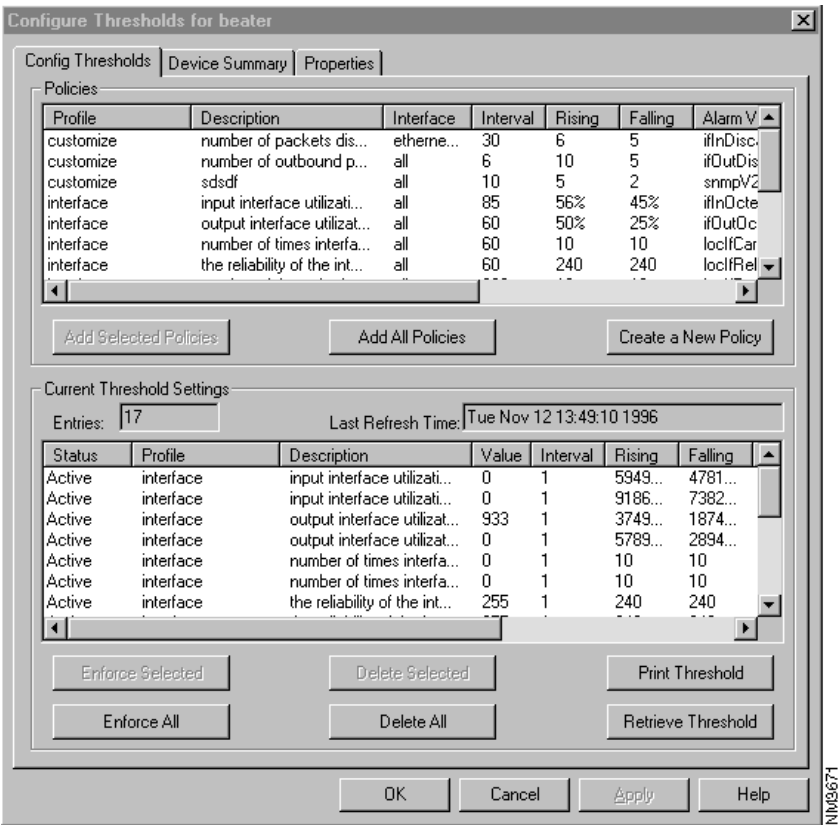 Configure Thresholds for beater
Config Thresholds Device Summary Properties
Policies
Profile Description Interface Interval Rising Falling Alarm V
customize number of packets dis... etherne... 30 6 5 ifInDisc
customize number of outbound p... all 6 10 5 ifOutDis
customize sdsdf all 10 5 2 snmpV2
interface input interface utilizati... all 85 56% 45% ifInOcte
interface output interface utilizat... all 60 50% 25% ifOutOc
interface number of times interfa... all 60 10 10 locIfCar
interface the reliability of the int... all 60 240 240 locIfRel
Add Selected Policies Add All Policies Create a New Policy
Current Threshold Settings
Entries: 17 Last Refresh Time: Tue Nov 12 13:49:10 1996
Status Profile Description Value Interval Rising Falling
Active interface input interface utilizati... 0 1 5949... 4781...
Active interface input interface utilizati... 0 1 9186... 7382...
Active interface output interface utilizat... 933 1 3749... 1874...
Active interface output interface utilizat... 0 1 5789... 2894...
Active interface number of times interfa... 0 1 10 10
Active interface number of times interfa... 0 1 10 10
Active interface the reliability of the int... 255 1 240 240
Enforce Selected Delete Selected Print Threshold
Enforce All Delete All Retrieve Threshold
OK Cancel Apply Help
NM9671